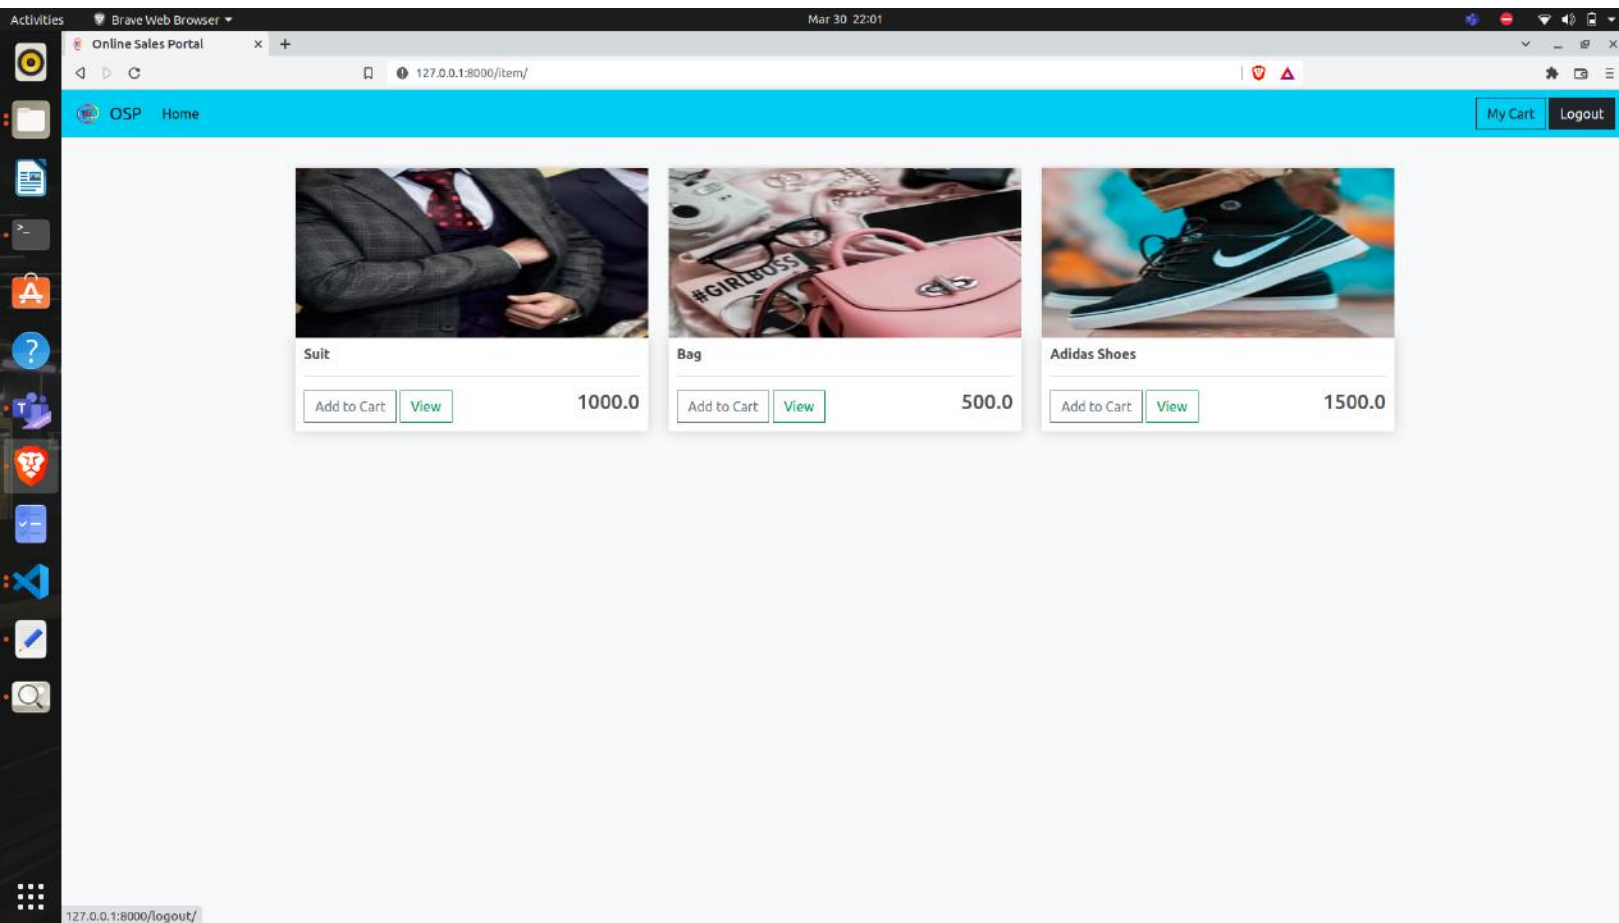 Activities Brave Web Browser Mar 30 22:01
Online Sales Portal
127.0.0.1:8000/item/
OSP Home My Cart Logout
#GIRLBOSS
Suit Bag Adidas Shoes
Add to Cart View 1000.0 Add to Cart View 500.0 Add to Cart View 1500.0
127.0.0.1:8000/logout/